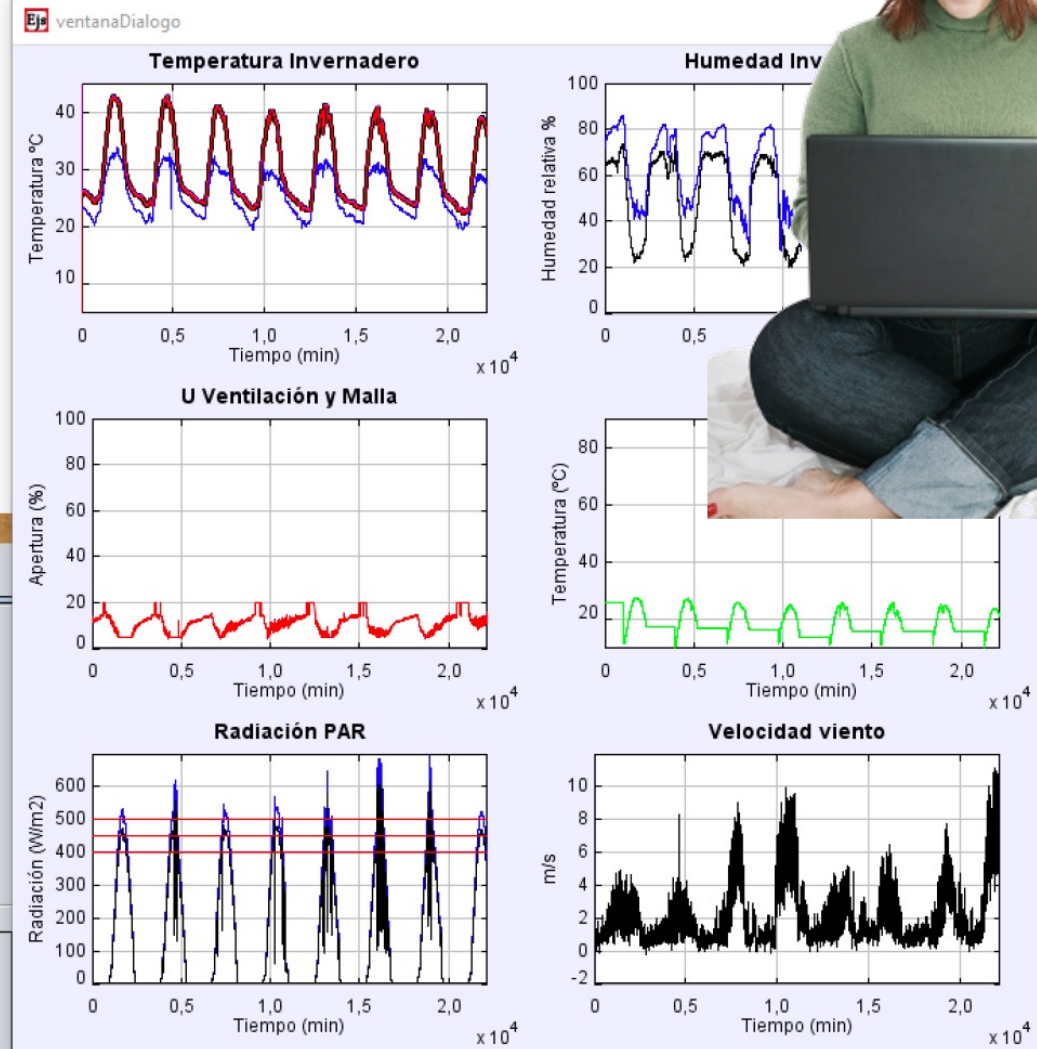 Ejs ventanaDialogo
Temperatura Invernadero
Temperatura ºC
40
30
20
10
0
0,5
1,0
1,5
2,0
Tiempo (min)
x 10^4
Humedad Inv
Humedad relativa %
100
80
60
40
20
0
0
0,5
U Ventilación y Malla
Apertura (%)
100
80
60
40
20
0
0
0,5
1,0
1,5
2,0
Tiempo (min)
x 10^4
Temperatura (ºC)
80
60
40
20
0
0,5
1,0
1,5
2,0
Tiempo (min)
x 10^4
Radiación PAR
Radiación (W/m2)
600
500
400
300
200
100
0
0
0,5
1,0
1,5
2,0
Tiempo (min)
x 10^4
Velocidad viento
m/s
10
8
6
4
2
0
-2
0
0,5
1,0
1,5
2,0
Tiempo (min)
x 10^4